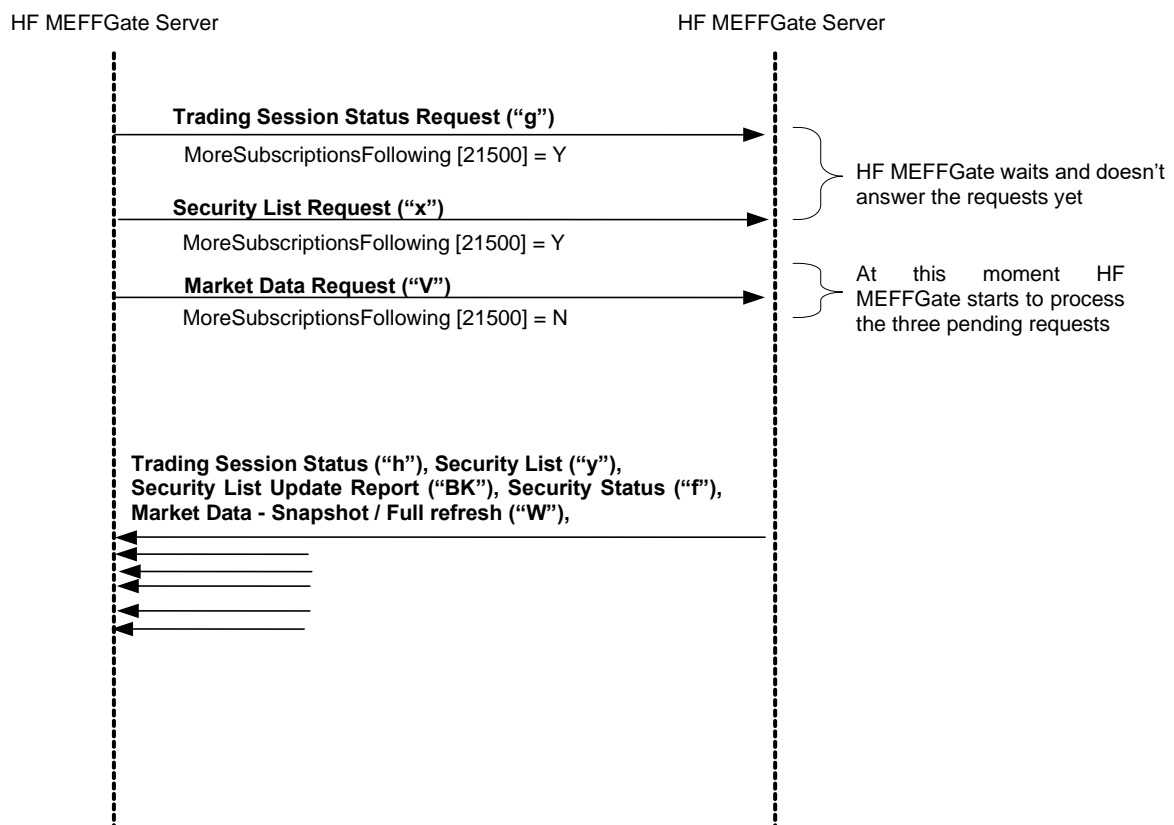 HF MEFFGate Server
HF MEFFGate Server
Trading Session Status Request (“g”)
MoreSubscriptionsFollowing [21500] = Y
HF MEFFGate waits and doesn’t
answer the requests yet
Security List Request (“x”)
MoreSubscriptionsFollowing [21500] = Y
Market Data Request (“V”)
MoreSubscriptionsFollowing [21500] = N
At this moment HF
MEFFGate starts to process
the three pending requests
Trading Session Status (“h”), Security List (“y”),
Security List Update Report (“BK”), Security Status (“f”),
Market Data - Snapshot / Full refresh (“W”),